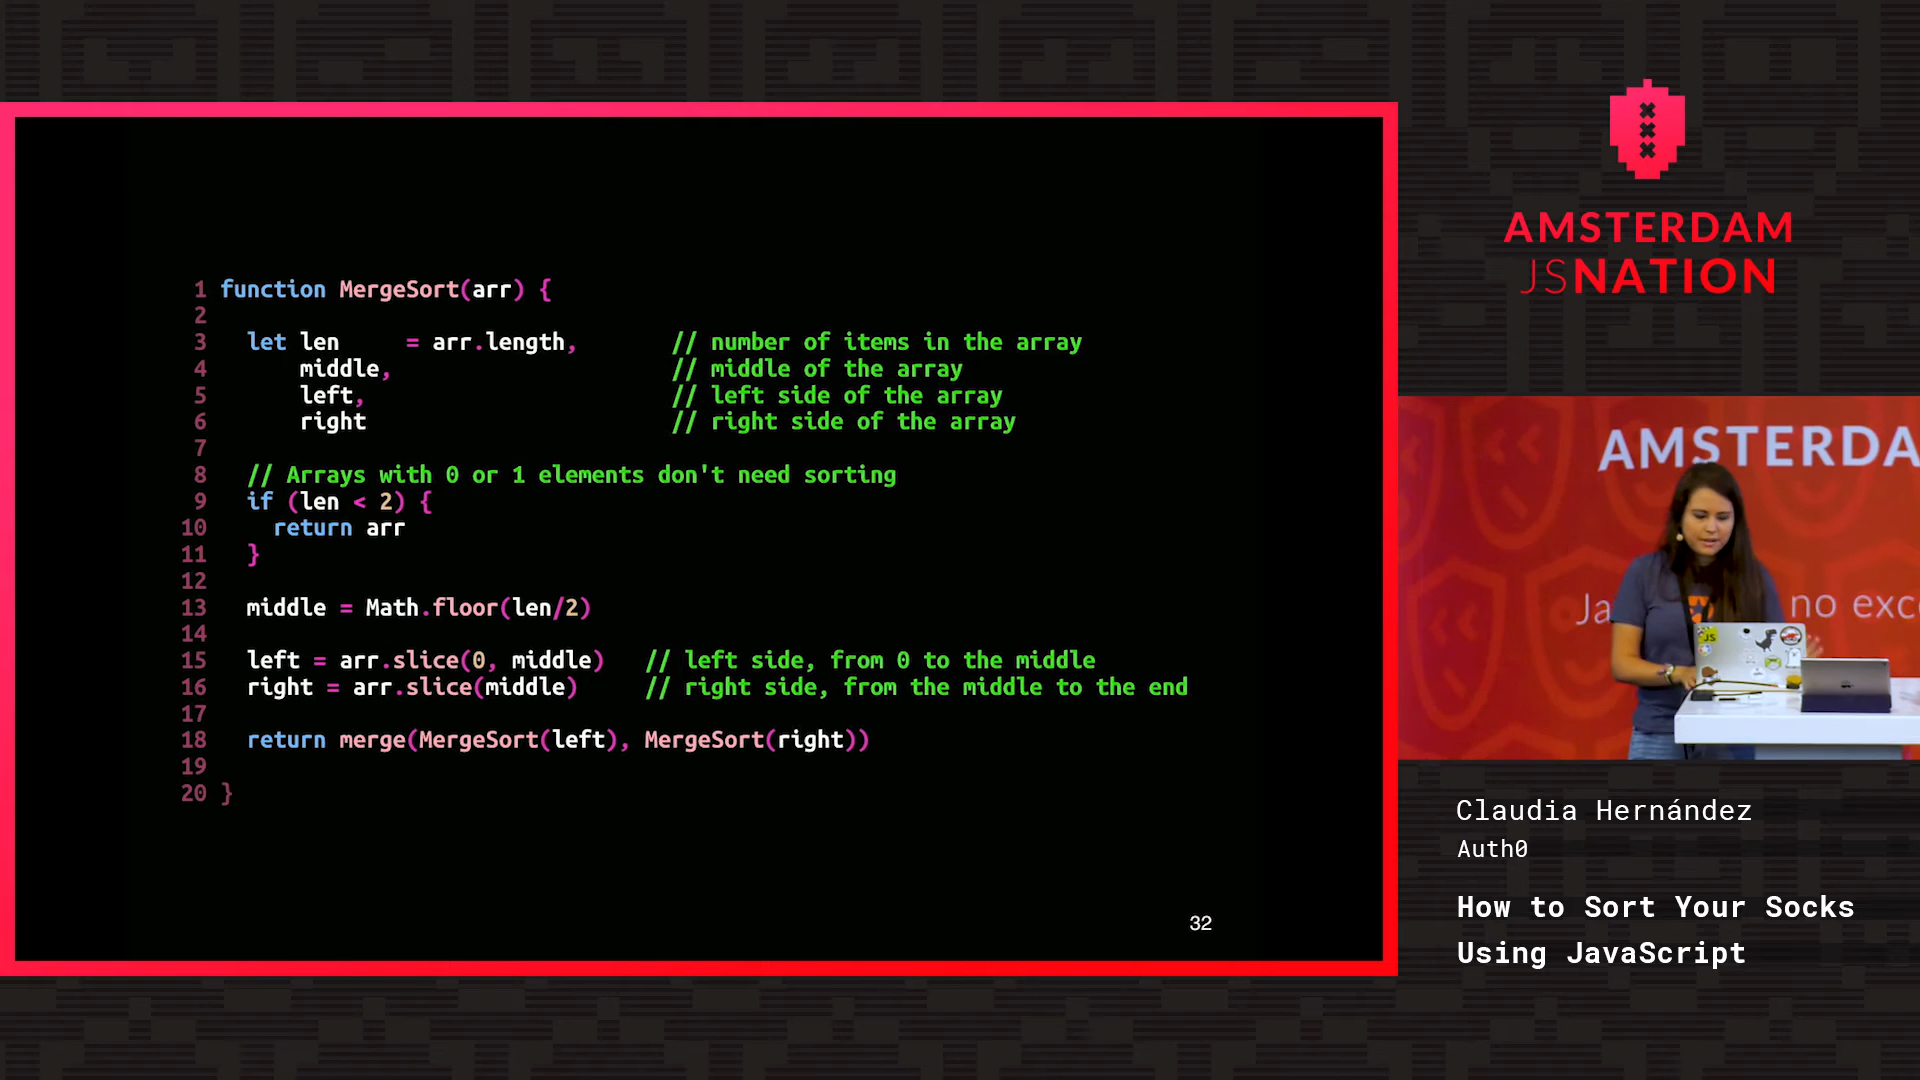 1 function MergeSort(arr) {
2
3 let len = arr.length, // number of items in the array
4 middle, // middle of the array
5 left, // left side of the array
6 right // right side of the array
7
8 // Arrays with 0 or 1 elements don't need sorting
9 if (len < 2) {
10 return arr
11 }
12
13 middle = Math.floor(len/2)
14
15 left = arr.slice(0, middle) // left side, from 0 to the middle
16 right = arr.slice(middle) // right side, from the middle to the end
17
18 return merge(MergeSort(left), MergeSort(right))
19
20 }
32
AMSTERDAM
JSNATION
AMSTERDA
Ja no exc
JS
Claudia Hernández
Auth0
How to Sort Your Socks
Using JavaScript